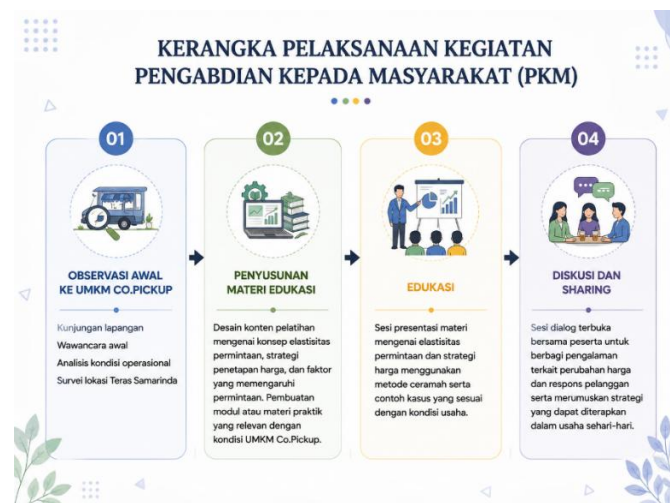 KERANGKA PELAKSANAAN KEGIATAN
PENGABDIAN KEPADA MASYARAKAT (PKM)
01
OBSERVASI AWAL
KE UMKM CO.PICKUP
Kunjungan lapangan
Wawancara awal
Analisis kondisi operasional
Survei lokasi Teras Samarinda
02
PENYUSUNAN
MATERI EDUKASI
Desain konten pelatihan
mengenai konsep elastisitas
permintaan, strategi
penetapan harga, dan faktor
yang memengaruhi
permintaan. Pembuatan
modul atau materi praktik
yang relevan dengan
kondisi UMKM Co.Pickup.
03
EDUKASI
Sesi presentasi materi
mengenai elastisitas
permintaan dan strategi
harga menggunakan
metode ceramah serta
contoh kasus yang sesuai
dengan kondisi usaha.
04
DISKUSI DAN
SHARING
Sesi dialog terbuka
bersama peserta untuk
berbagi pengalaman
terkait perubahan harga
dan respons pelanggan
serta merumuskan strategi
yang dapat diterapkan
dalam usaha sehari-hari.